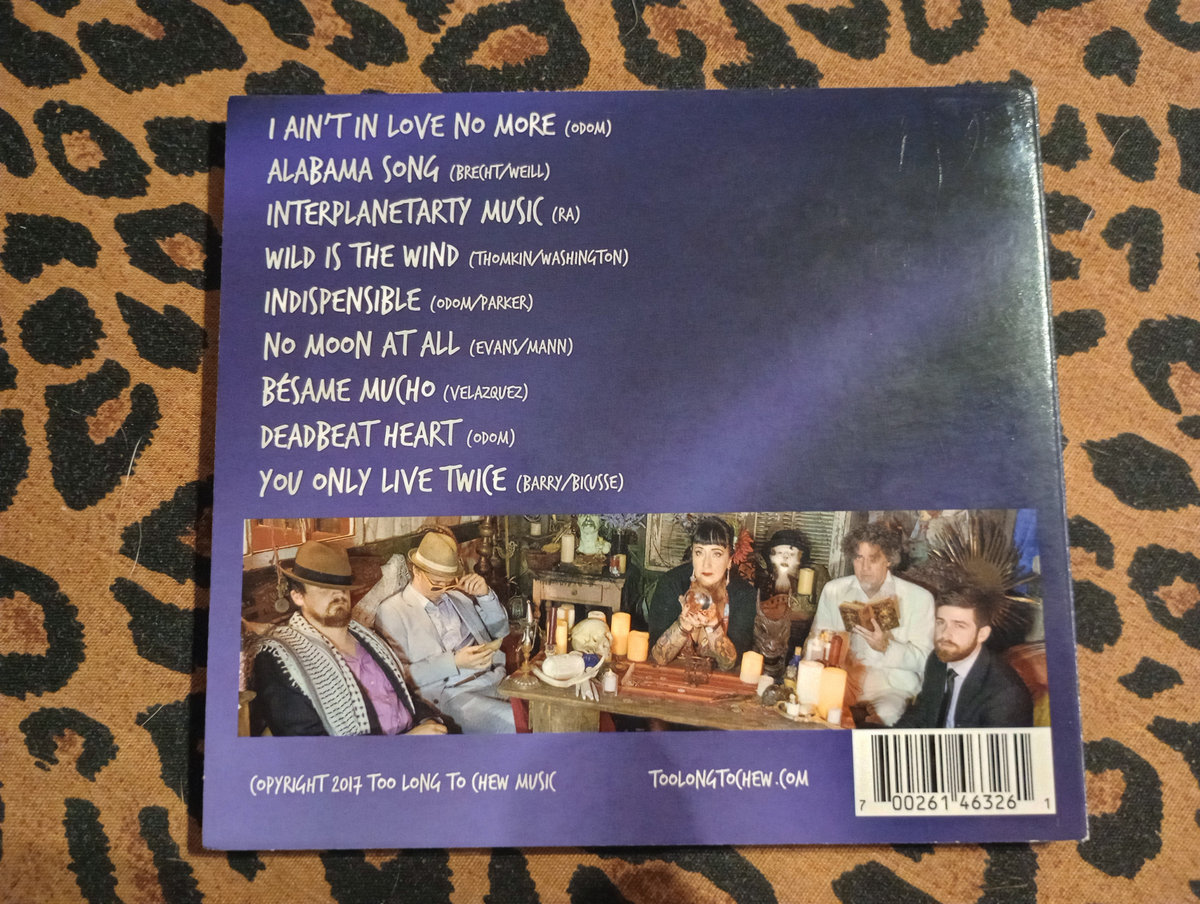 I AIN'T IN LOVE NO MORE (ODOM)
ALABAMA SONG (BRECHT/WEILL)
INTERPLANETARTY MUSIC (RA)
WILD IS THE WIND (THOMKIN/WASHINGTON)
INDISPENSIBLE (ODOM/PARKER)
NO MOON AT ALL (EVANS/MANN)
BÉSAME MUCHO (VELAZQUEZ)
DEADBEAT HEART (ODOM)
YOU ONLY LIVE TWICE (BARRY/BICUSSE)
COPYRIGHT 2017 TOO LONG TO CHEW MUSIC
TOOLONGTOCHEW.COM
7 00261 46326 1